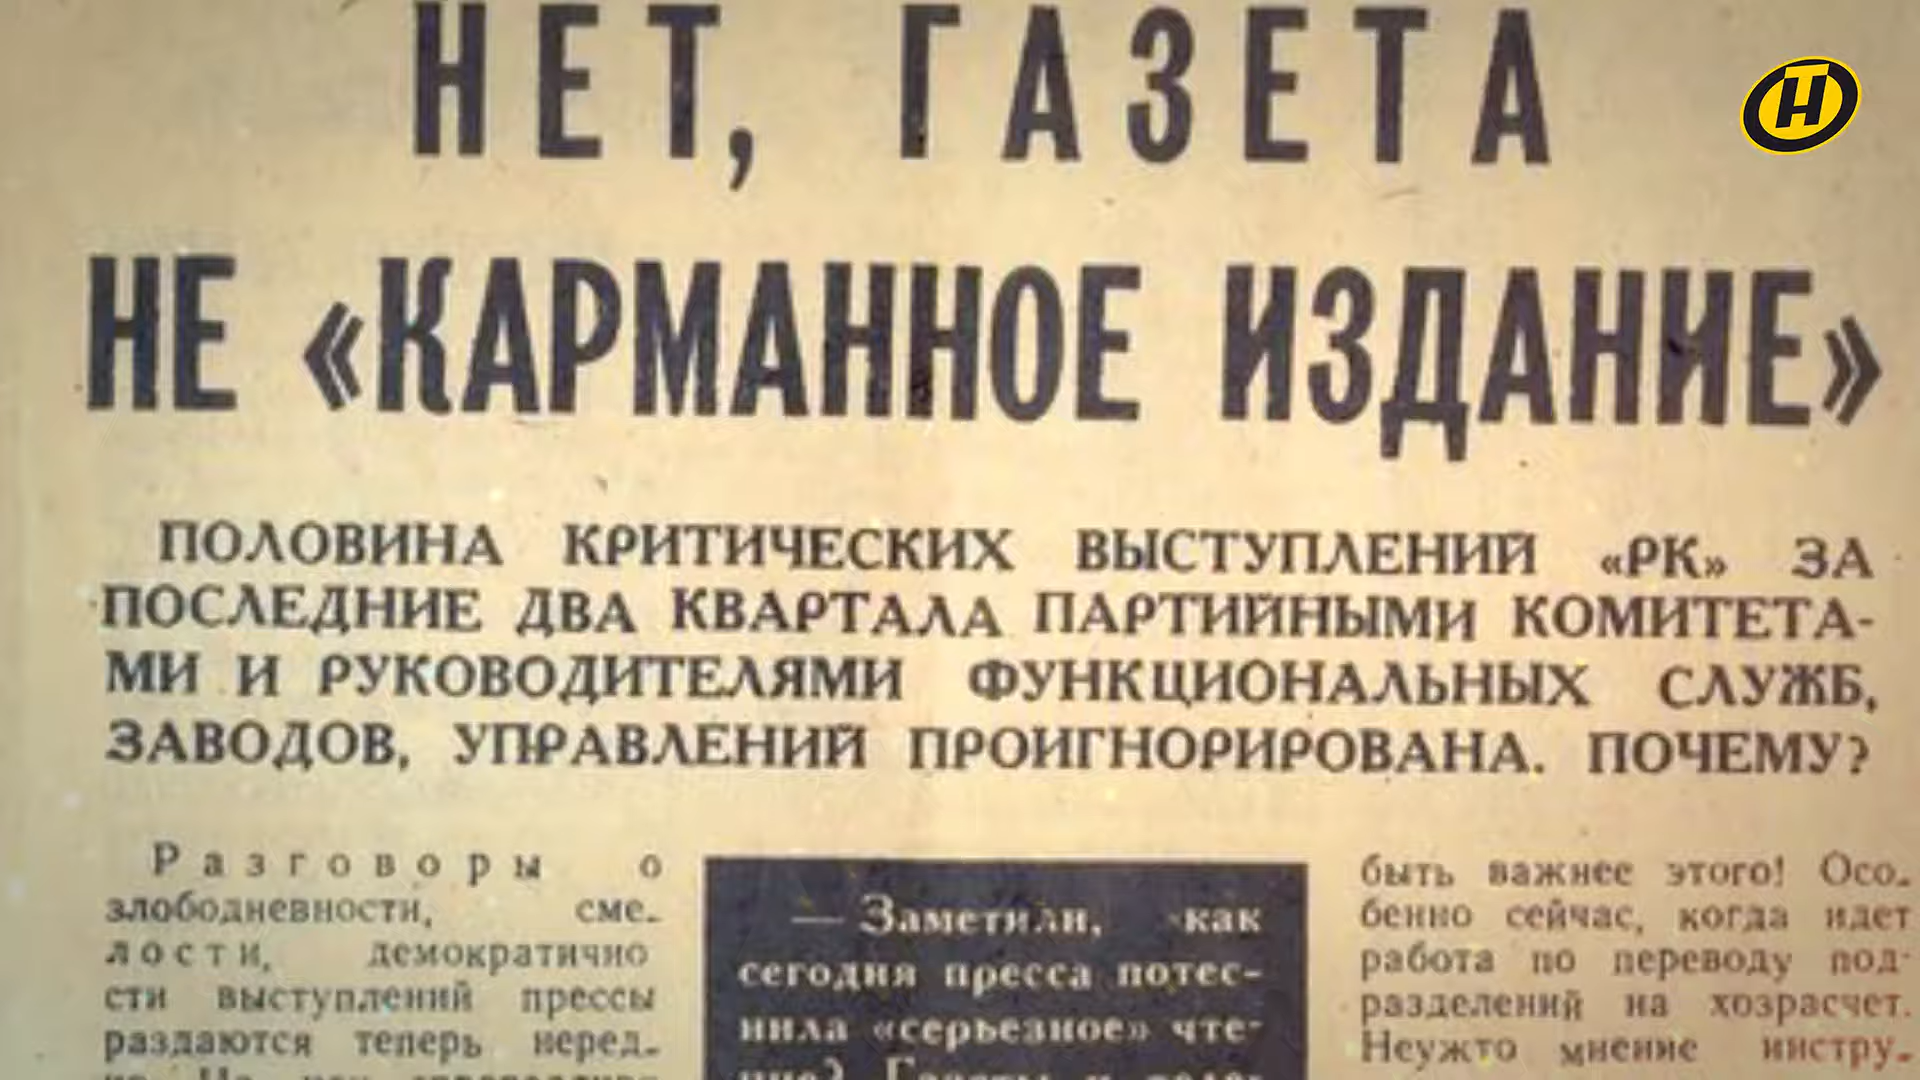 НЕТ, ГАЗЕТА
НЕ «КАРМАННОЕ ИЗДАНИЕ»
ПОЛОВИНА КРИТИЧЕСКИХ ВЫСТУПЛЕНИЙ «РК» ЗА
ПОСЛЕДНИЕ ДВА КВАРТАЛА ПАРТИЙНЫМИ КОМИТЕТА-
МИ И РУКОВОДИТЕЛЯМИ ФУНКЦИОНАЛЬНЫХ СЛУЖБ,
ЗАВОДОВ, УПРАВЛЕНИЙ ПРОИГНОРИРОВАНА. ПОЧЕМУ?
Разговоры о
злободневности, сме-
лости, демократично
сти выступлений прессы
раздаются теперь неред-
— Заметили, как
сегодня пресса потес-
нила «серьезное» чте-
ние? Газеты и
быть важнее этого! Осо-
бенно сейчас, когда идет
работа по переводу под-
разделений на хозрасчет.
Неужто мнение инстру-
ОНТ